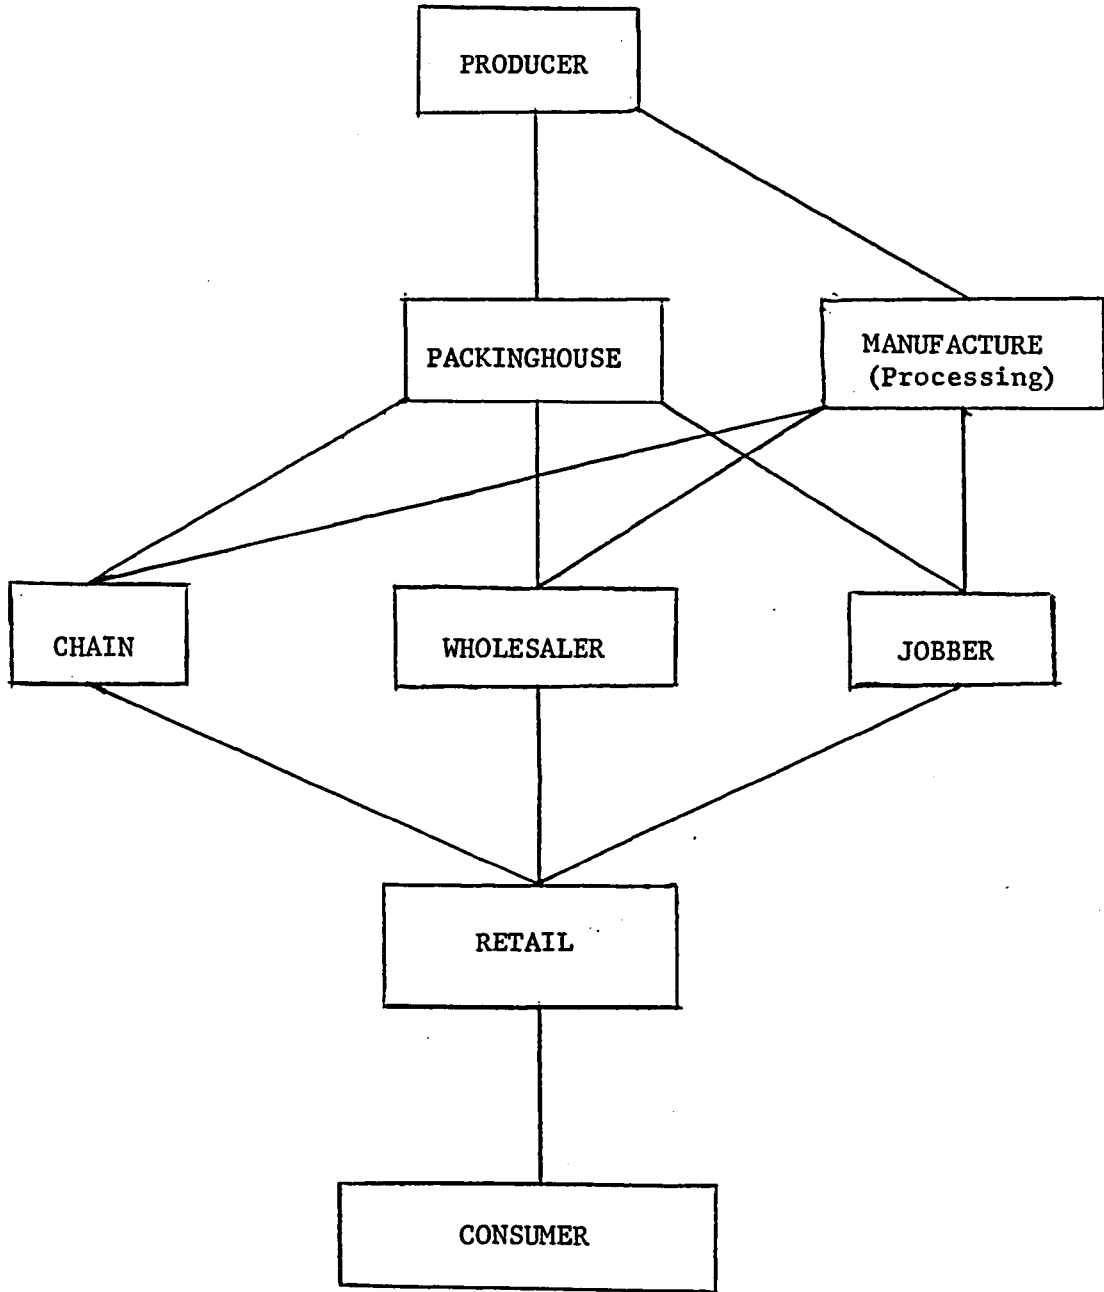 PRODUCER
PACKINGHOUSE
MANUFACTURE
(Processing)
CHAIN
WHOLESALER
JOBBER
RETAIL
CONSUMER